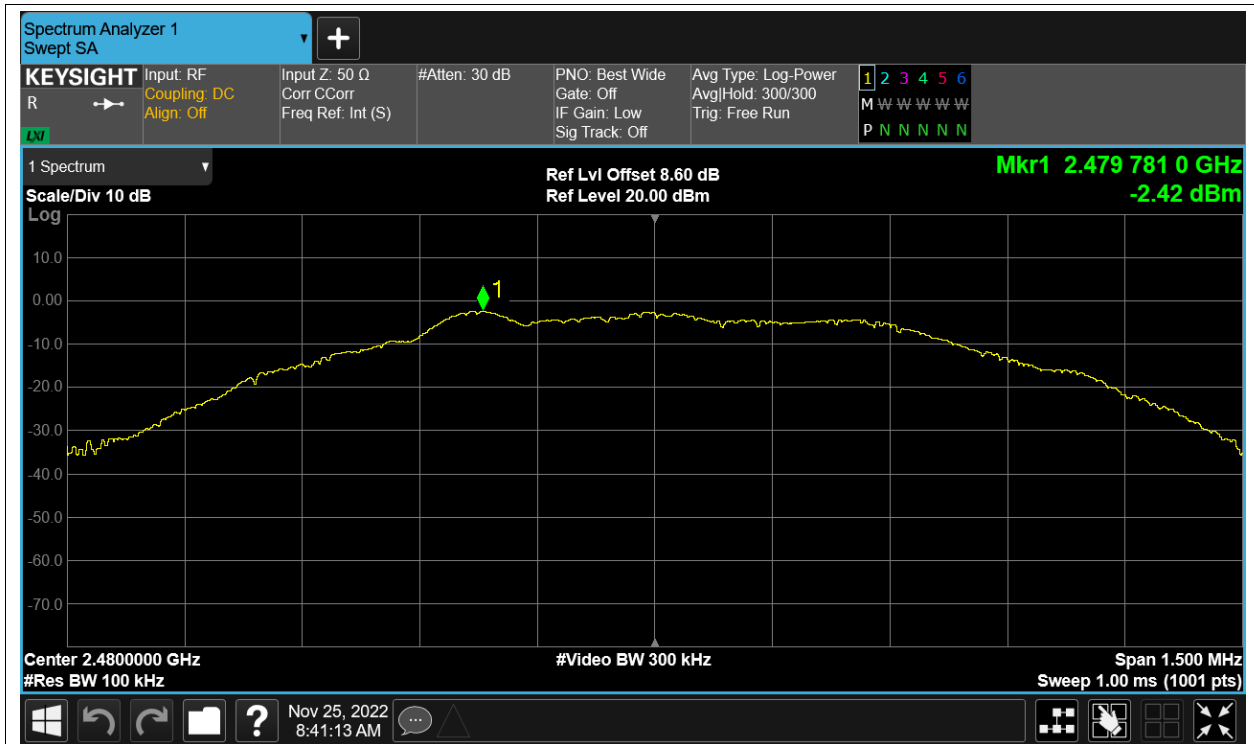 Spectrum Analyzer 1
Swept SA
+
KEYSIGHT
R
LXI
Input: RF
Coupling: DC
Align: Off
Input Z: 50 Ω
Corr CCorr
Freq Ref: Int (S)
#Atten: 30 dB
PNO: Best Wide
Gate: Off
IF Gain: Low
Sig Track: Off
Avg Type: Log-Power
Avg|Hold: 300/300
Trig: Free Run
1 2 3 4 5 6
M W W W W W
P N N N N N
1 Spectrum
Scale/Div 10 dB
Log
Ref Lvl Offset 8.60 dB
Ref Level 20.00 dBm
Mkr1 2.479 781 0 GHz
-2.42 dBm
10.0
0.00
-10.0
-20.0
-30.0
-40.0
-50.0
-60.0
-70.0
1
Center 2.4800000 GHz
#Res BW 100 kHz
#Video BW 300 kHz
Span 1.500 MHz
Sweep 1.00 ms (1001 pts)
?
Nov 25, 2022
8:41:13 AM